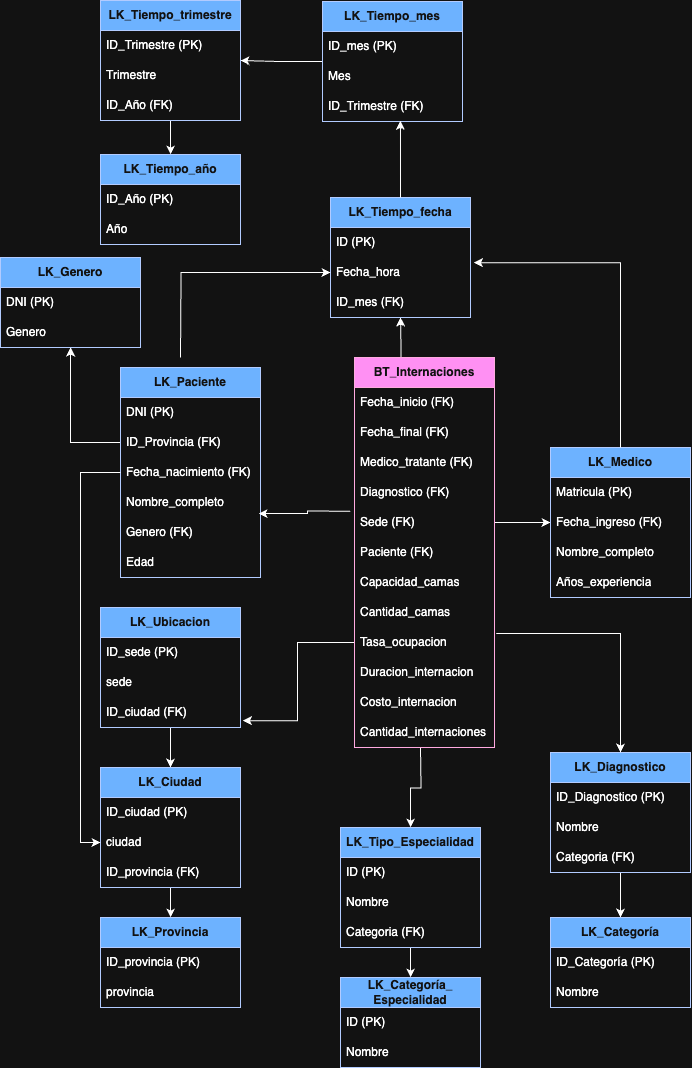 LK_Tiempo_trimestre
ID_Trimestre (PK)
Trimestre
ID_Año (FK)
LK_Tiempo_mes
ID_mes (PK)
Mes
ID_Trimestre (FK)
LK_Tiempo_año
ID_Año (PK)
Año
LK_Tiempo_fecha
ID (PK)
Fecha_hora
ID_mes (FK)
LK_Genero
DNI (PK)
Genero
LK_Paciente
DNI (PK)
ID_Provincia (FK)
Fecha_nacimiento (FK)
Nombre_completo
Genero (FK)
Edad
BT_Internaciones
Fecha_inicio (FK)
Fecha_final (FK)
Medico_tratante (FK)
Diagnostico (FK)
Sede (FK)
Paciente (FK)
Capacidad_camas
Cantidad_camas
Tasa_ocupacion
Duracion_internacion
Costo_internacion
Cantidad_internaciones
LK_Medico
Matricula (PK)
Fecha_ingreso (FK)
Nombre_completo
Años_experiencia
LK_Ubicacion
ID_sede (PK)
sede
ID_ciudad (FK)
LK_Ciudad
ID_ciudad (PK)
ciudad
ID_provincia (FK)
LK_Provincia
ID_provincia (PK)
provincia
LK_Tipo_Especialidad
ID (PK)
Nombre
Categoria (FK)
LK_Categoría_
Especialidad
ID (PK)
Nombre
LK_Diagnostico
ID_Diagnostico (PK)
Nombre
Categoria (FK)
LK_Categoría
ID_Categoría (PK)
Nombre